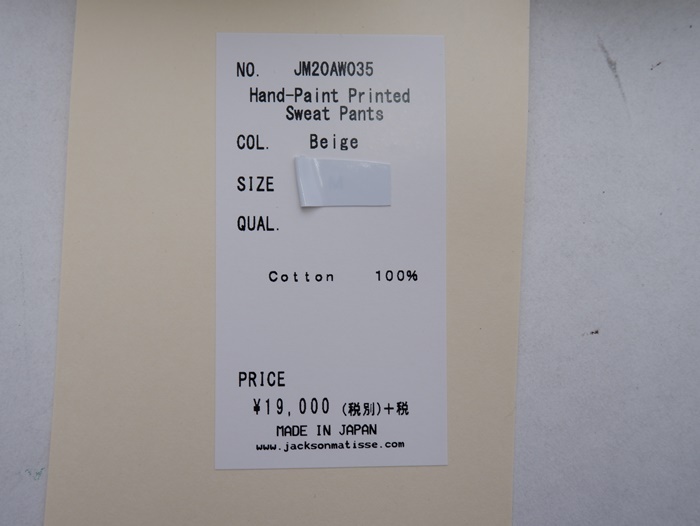 NO. JM20AW035
Hand-Paint Printed
Sweat Pants
COL. Beige
SIZE
QUAL.
Cotton 100%
PRICE
¥19,000 (税別)+税
MADE IN JAPAN
www.jacksonmatisse.com